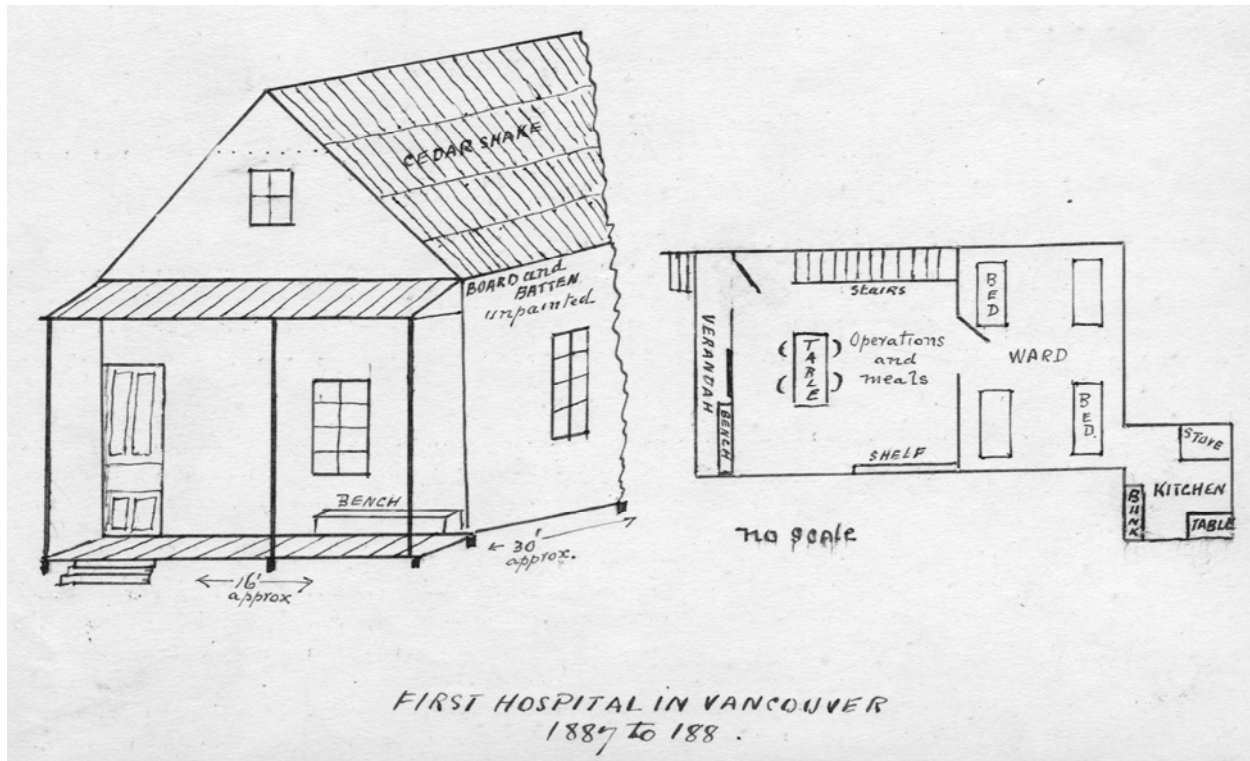 CEDAR SHAKE
BOARD and
BATTEN.
unpainted
BENCH
30'
approx.
16'
approx
VERANDAH
BENCH
STAIRS
TABLE
Operations
and
meals
SHELF
BED
WARD
BED.
STOVE
KITCHEN
BUNK
TABLE
no scale
FIRST HOSPITAL IN VANCOUVER
1887 to 188 .